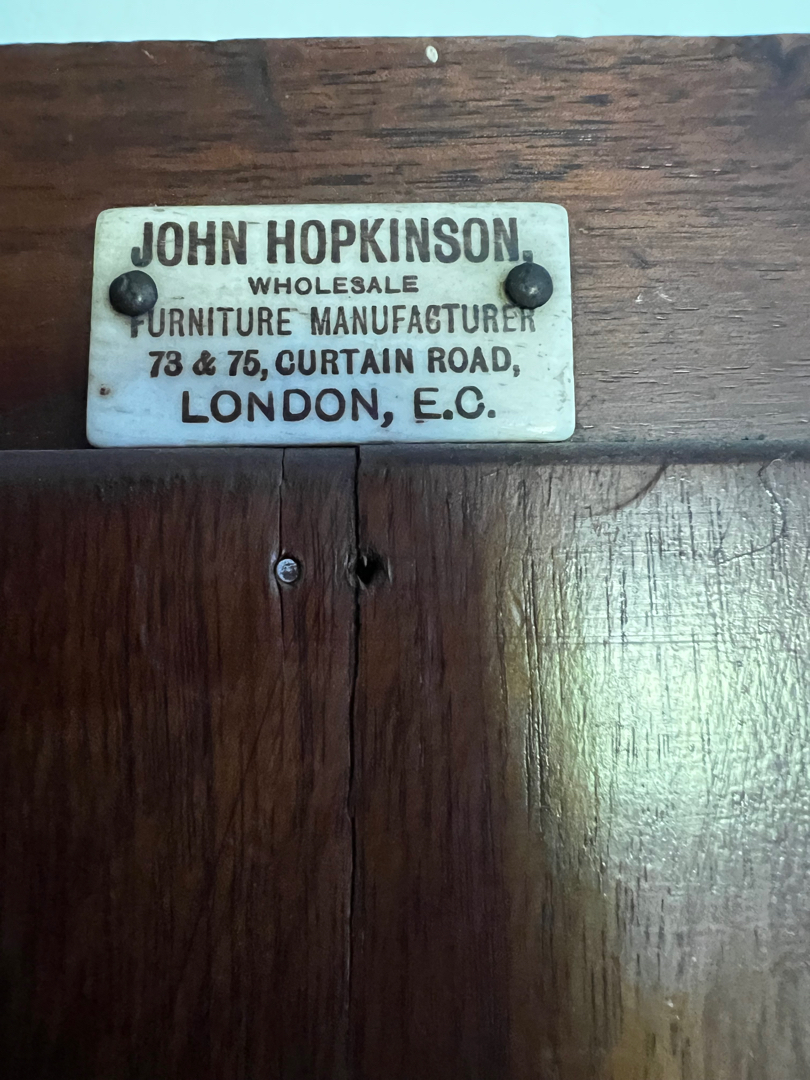 JOHN HOPKINSON,
WHOLESALE
FURNITURE MANUFACTURER
73 & 75, CURTAIN ROAD,
LONDON, E.C.